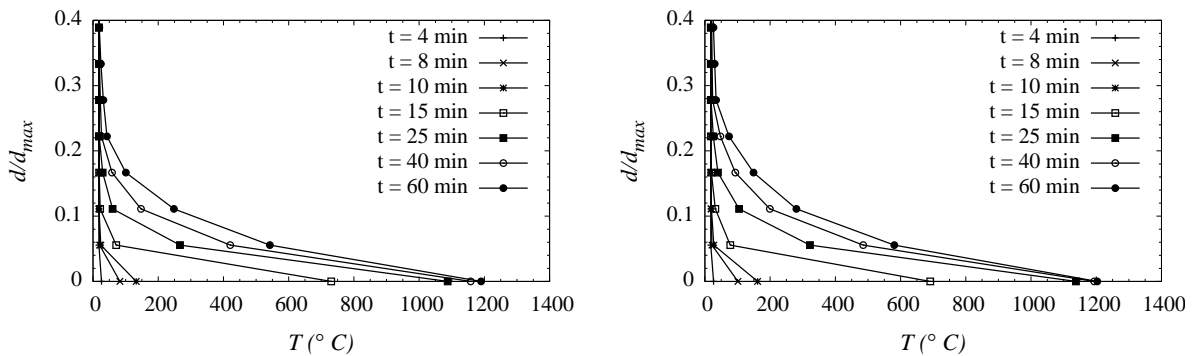 0.4
0.3
0.2
0.1
0
d/dmax
t = 4 min
t = 8 min
t = 10 min
t = 15 min
t = 25 min
t = 40 min
t = 60 min
0 200 400 600 800 1000 1200 1400
T (° C)
0.4
0.3
0.2
0.1
0
d/dmax
t = 4 min
t = 8 min
t = 10 min
t = 15 min
t = 25 min
t = 40 min
t = 60 min
0 200 400 600 800 1000 1200 1400
T (° C)